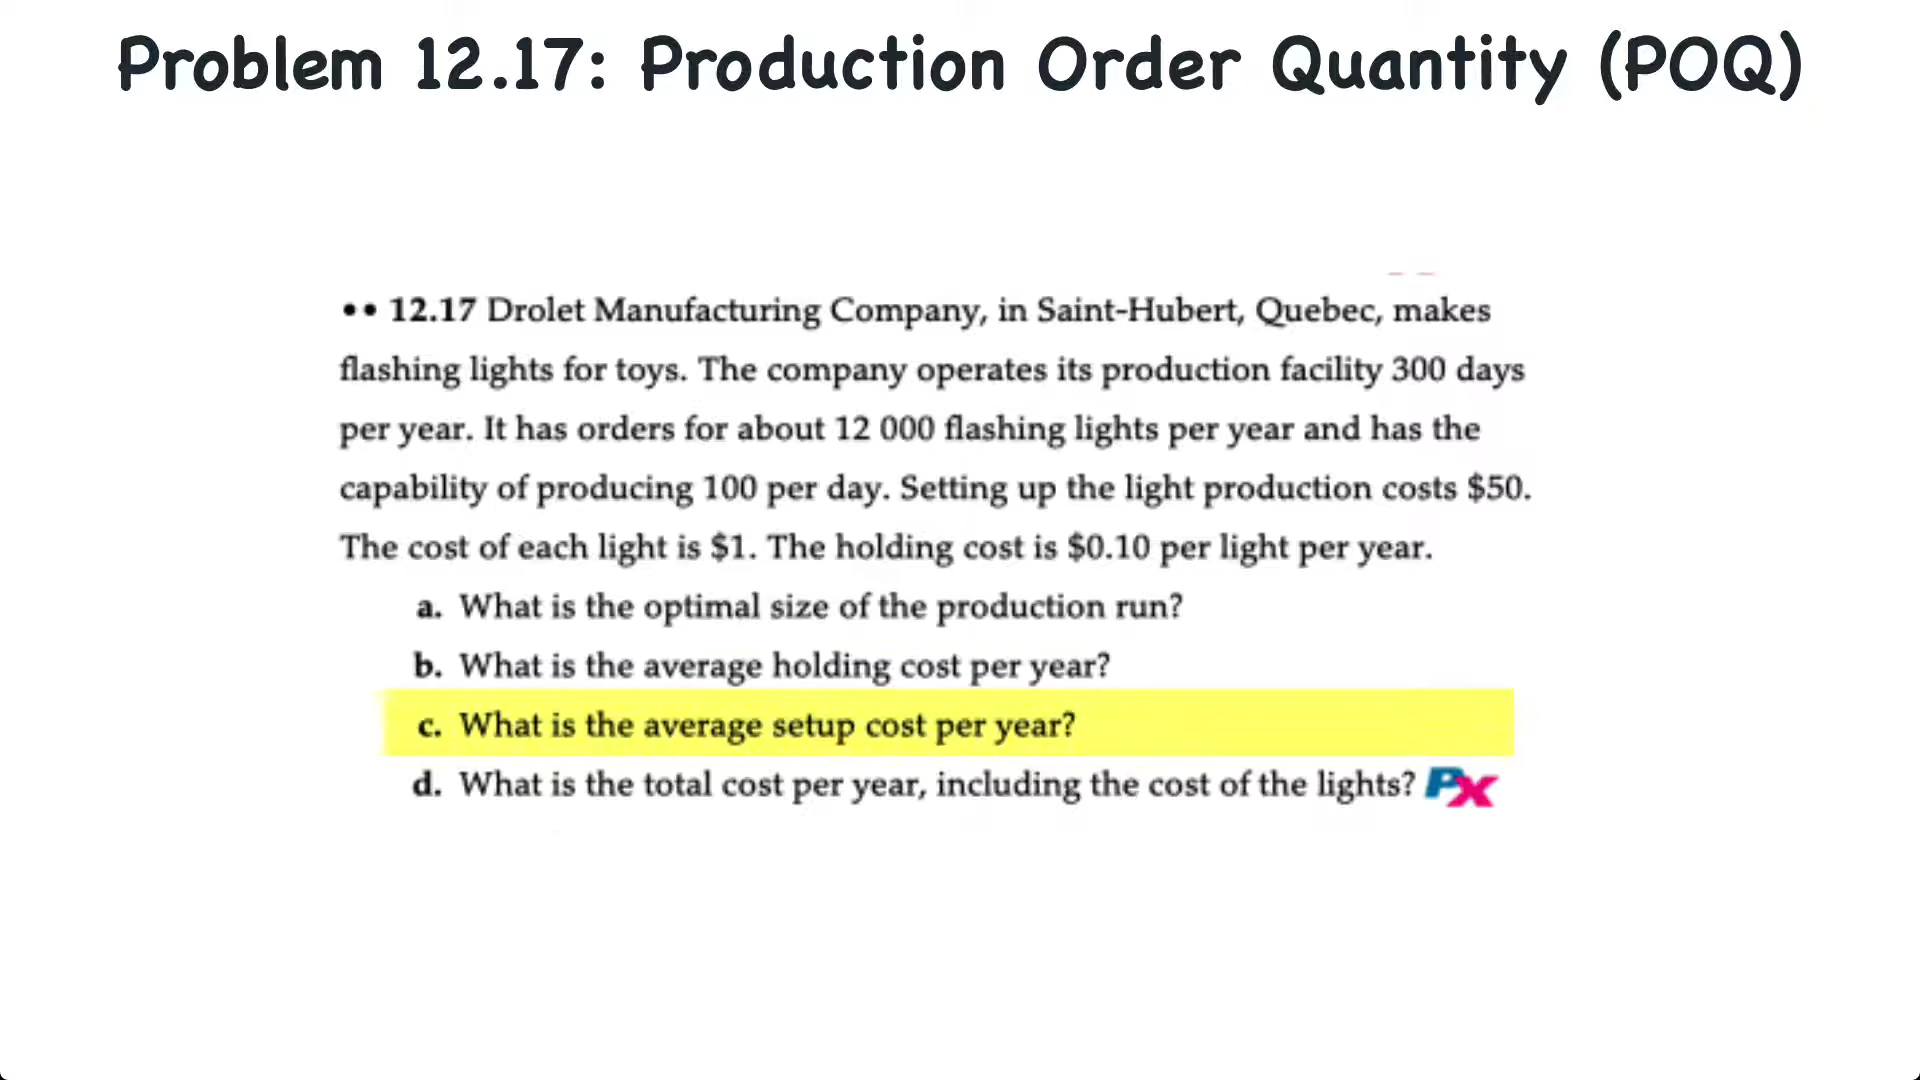 Problem 12.17: Production Order Quantity (POQ)
•• 12.17 Drolet Manufacturing Company, in Saint-Hubert, Quebec, makes
flashing lights for toys. The company operates its production facility 300 days
per year. It has orders for about 12 000 flashing lights per year and has the
capability of producing 100 per day. Setting up the light production costs $50.
The cost of each light is $1. The holding cost is $0.10 per light per year.
a. What is the optimal size of the production run?
b. What is the average holding cost per year?
c. What is the average setup cost per year?
d. What is the total cost per year, including the cost of the lights? PX